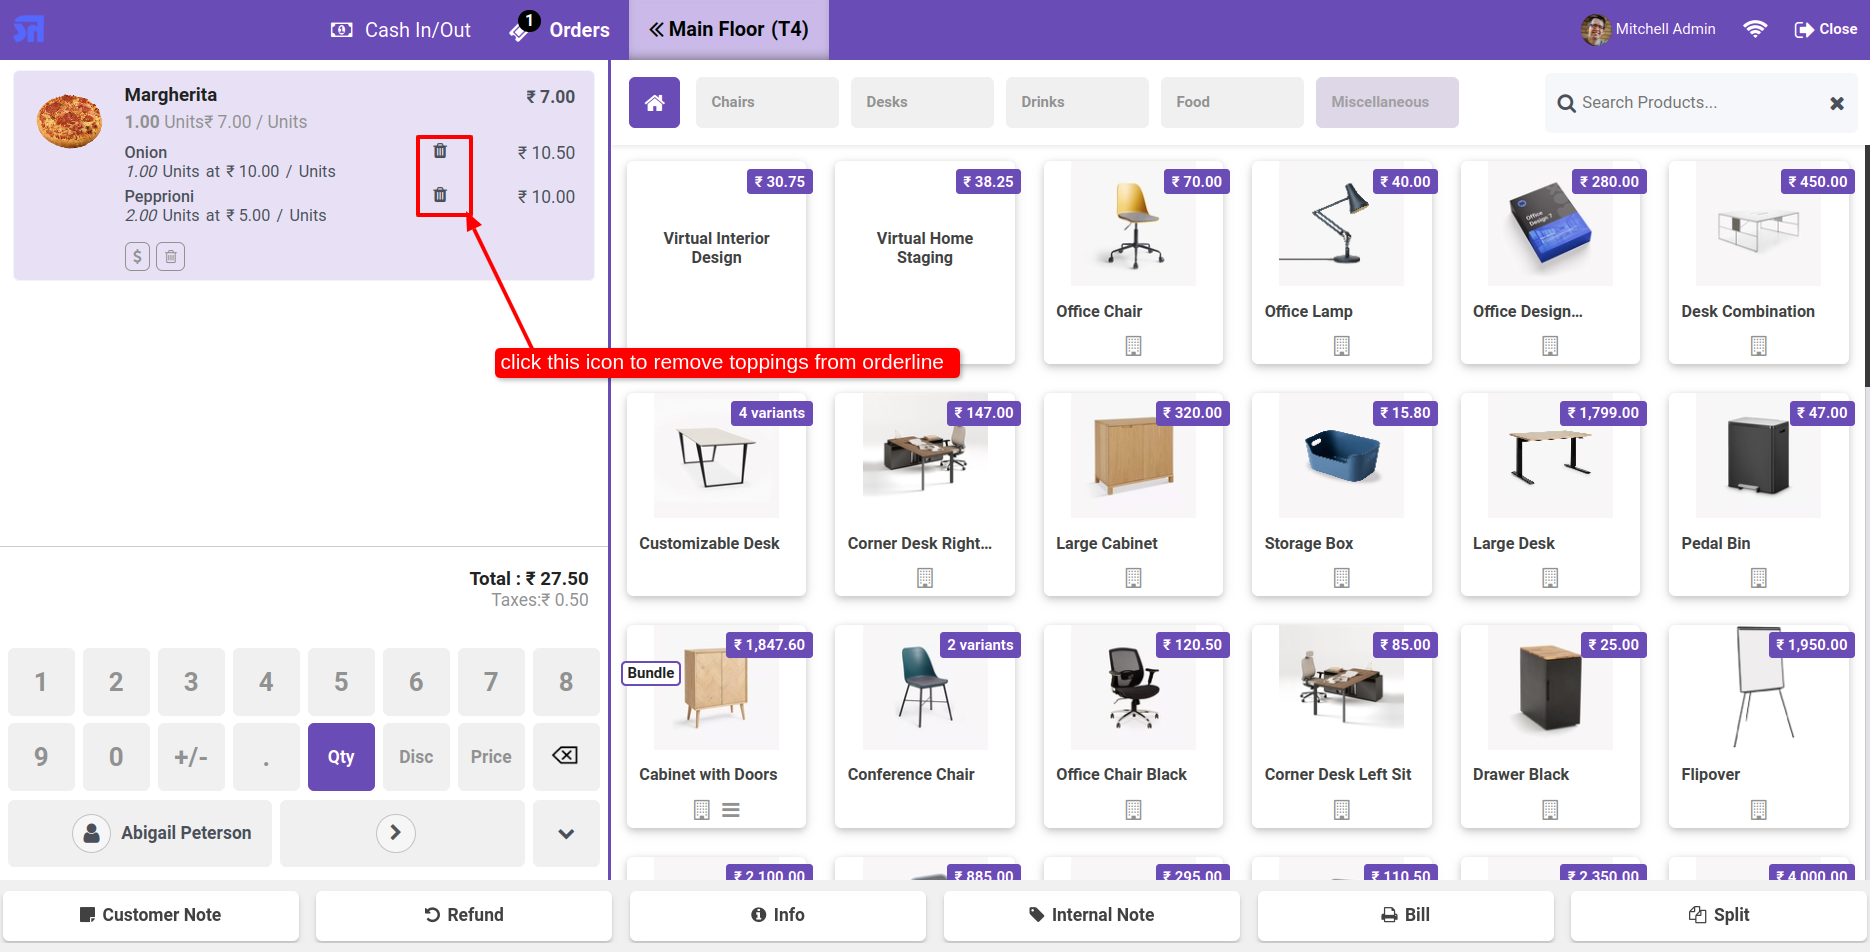 Cash In/Out
1
Orders
Main Floor (T4)
Mitchell Admin
Close
Margherita
₹ 7.00
1.00 Units₹ 7.00 / Units
Onion
₹ 10.50
1.00 Units at ₹ 10.00 / Units
Pepprioni
₹ 10.00
2.00 Units at ₹ 5.00 / Units
$
click this icon to remove toppings from orderline
Total : ₹ 27.50
Taxes:₹ 0.50
1 2 3 4 5 6 7 8
9 0 +/- . Qty Disc Price
Abigail Peterson
Chairs
Desks
Drinks
Food
Miscellaneous
Search Products...
₹ 30.75
Virtual Interior
Design
₹ 38.25
Virtual Home
Staging
₹ 70.00
Office Chair
₹ 40.00
Office Lamp
₹ 280.00
Office
Design 7
Office Design...
₹ 450.00
Desk Combination
4 variants
Customizable Desk
₹ 147.00
Corner Desk Right...
₹ 320.00
Large Cabinet
₹ 15.80
Storage Box
₹ 1,799.00
Large Desk
₹ 47.00
Pedal Bin
₹ 1,847.60
Bundle
Cabinet with Doors
2 variants
Conference Chair
₹ 120.50
Office Chair Black
₹ 85.00
Corner Desk Left Sit
₹ 25.00
Drawer Black
₹ 1,950.00
Flipover
₹ 2,100.00
₹ 885.00
₹ 295.00
₹ 110.50
₹ 2,350.00
₹ 4,000.00
Customer Note
Refund
Info
Internal Note
Bill
Split